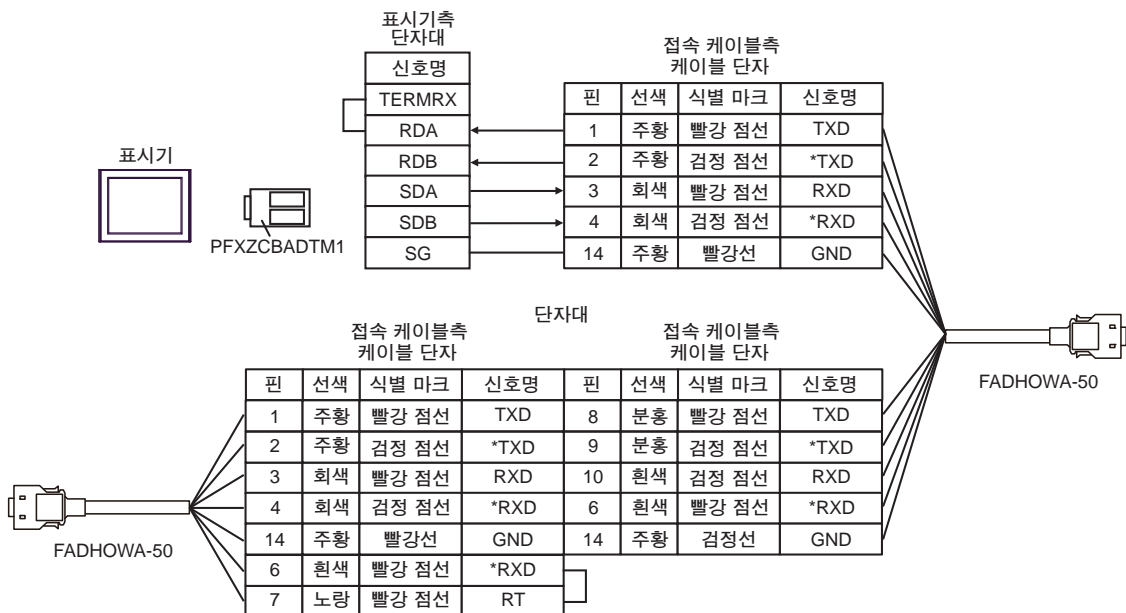 표시기측
단자대
신호명
TERMRX
RDA
RDB
SDA
SDB
SG
접속 케이블측
케이블 단자
핀 선색 식별 마크 신호명
1 주황 빨강 점선 TXD
2 주황 검정 점선 *TXD
3 회색 빨강 점선 RXD
4 회색 검정 점선 *RXD
14 주황 빨강선 GND
표시기
PFXZCBADTM1
단자대
접속 케이블측
케이블 단자
핀 선색 식별 마크 신호명
1 주황 빨강 점선 TXD
2 주황 검정 점선 *TXD
3 회색 빨강 점선 RXD
4 회색 검정 점선 *RXD
14 주황 빨강선 GND
6 흰색 빨강 점선 *RXD
7 노랑 빨강 점선 RT
접속 케이블측
케이블 단자
핀 선색 식별 마크 신호명
8 분홍 빨강 점선 TXD
9 분홍 검정 점선 *TXD
10 흰색 검정 점선 RXD
6 흰색 빨강 점선 *RXD
14 주황 검정선 GND
FADHOWA-50
FADHOWA-50